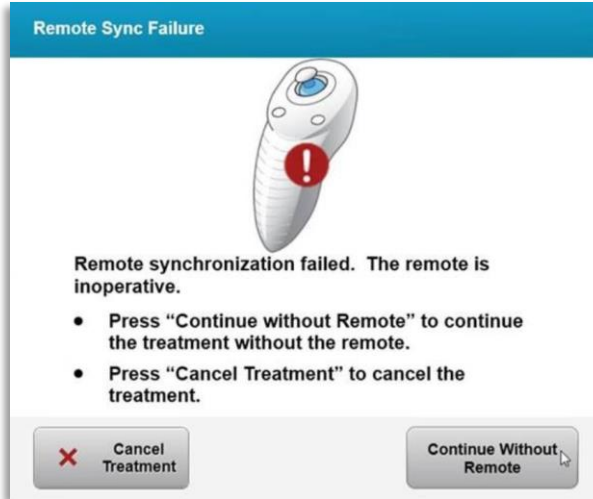 Remote Sync Failure
Remote synchronization failed. The remote is
inoperative.
• Press “Continue without Remote” to continue
the treatment without the remote.
• Press “Cancel Treatment” to cancel the
treatment.
Cancel
Treatment
Continue Without
Remote